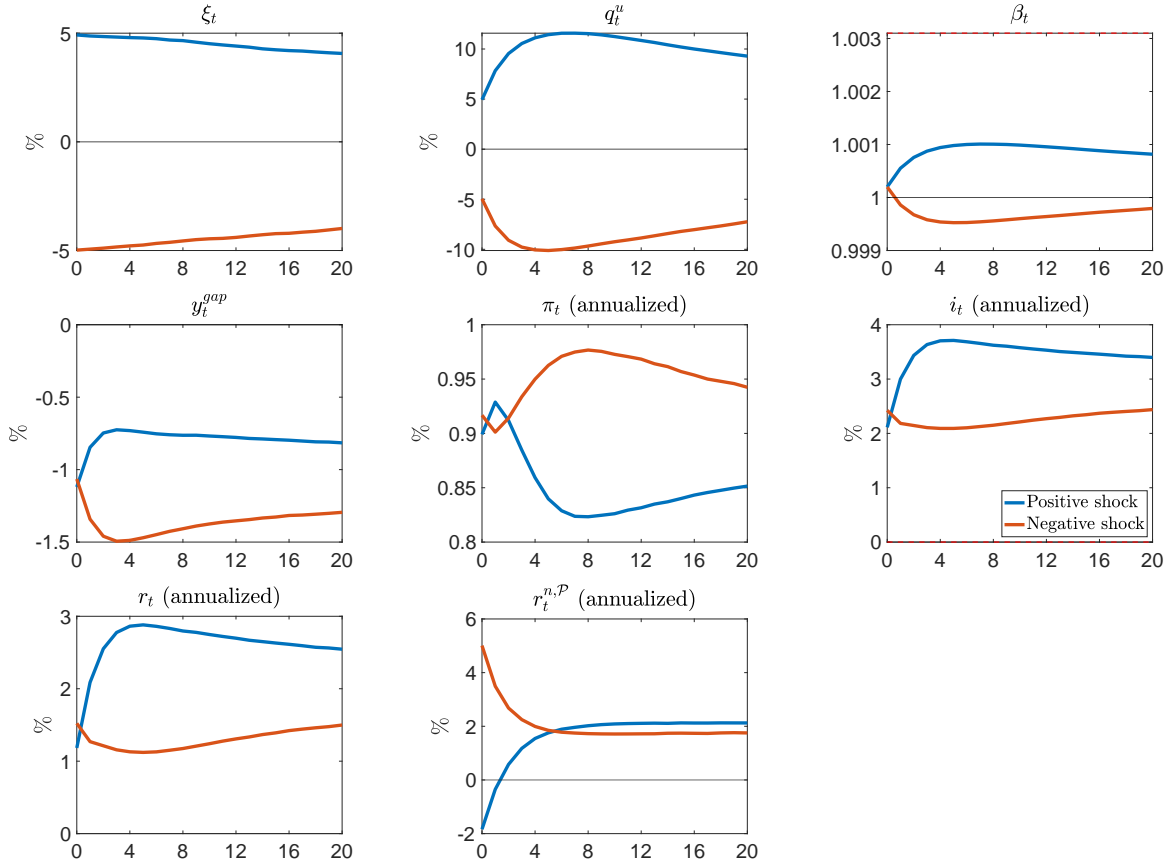 ξ_t
5
0
-5
%
0 4 8 12 16 20
q_t^u
10
5
0
-5
-10
%
0 4 8 12 16 20
β_t
1.003
1.002
1.001
1
0.999
0 4 8 12 16 20
y_t^{gap}
0
-0.5
-1
-1.5
%
0 4 8 12 16 20
π_t (annualized)
1
0.95
0.9
0.85
0.8
%
0 4 8 12 16 20
i_t (annualized)
4
3
2
1
0
%
Positive shock
Negative shock
0 4 8 12 16 20
r_t (annualized)
3
2
1
0
%
0 4 8 12 16 20
r_t^{n,𝒫} (annualized)
6
4
2
0
-2
%
0 4 8 12 16 20